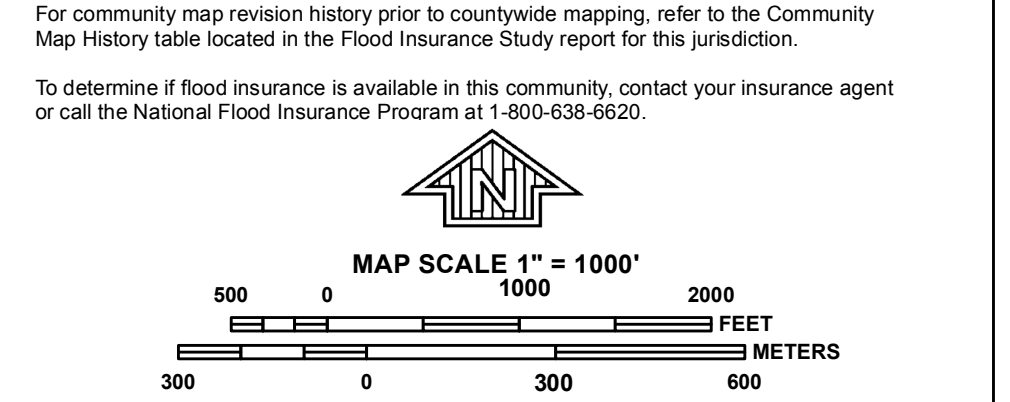 For community map revision history prior to countywide mapping, refer to the Community
Map History table located in the Flood Insurance Study report for this jurisdiction.
To determine if flood insurance is available in this community, contact your insurance agent
or call the National Flood Insurance Program at 1-800-638-6620.
N
MAP SCALE 1" = 1000'
500 0 1000 2000
FEET
METERS
300 0 300 600